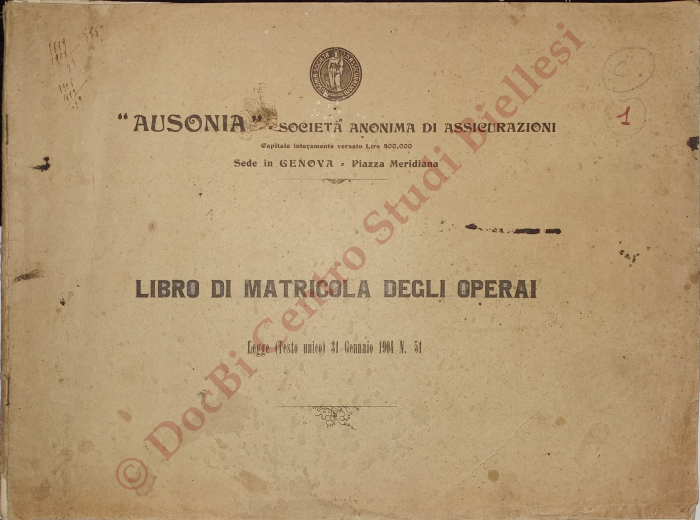 C.
1
"AUSONIA" - SOCIETÀ ANONIMA DI ASSICURAZIONI
Capitale interamente versato Lire 800,000
Sede in GENOVA - Piazza Meridiana
LIBRO DI MATRICOLA DEGLI OPERAI
Legge (Testo unico) 31 Gennaio 1904 N. 51
© DocBi Centro Studi Biellesi